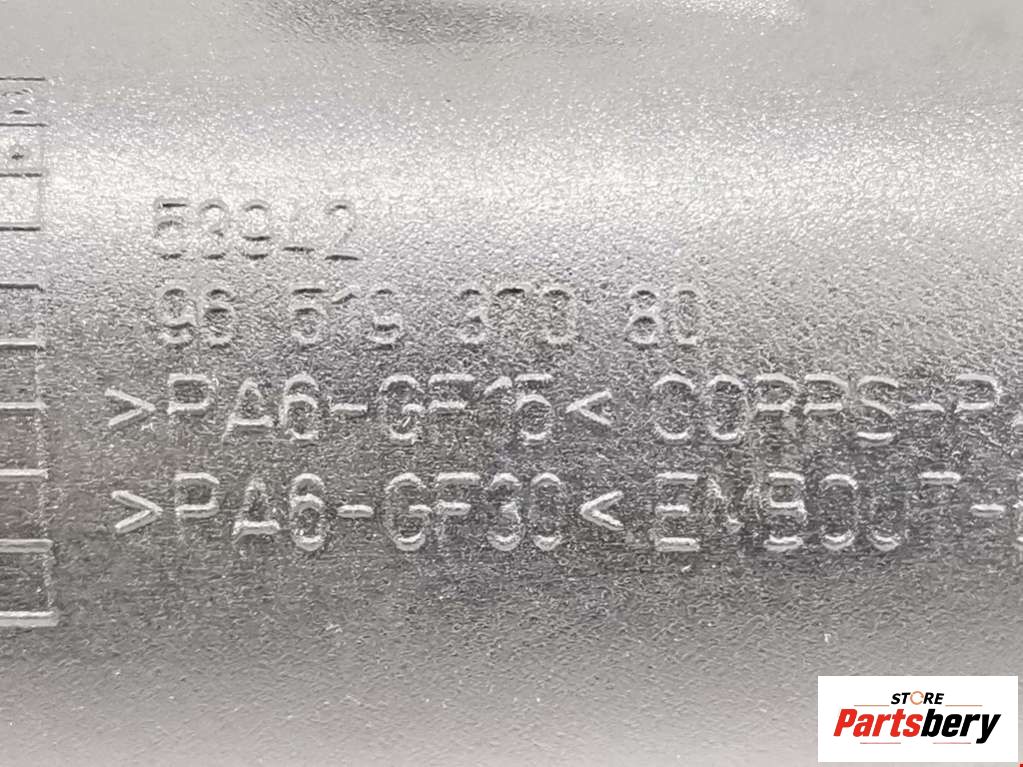 53942
96 519 370 80
>PA6-GF15< CORPS-P
>PA6-GF30< EMBOUT-
STORE
Partsbery